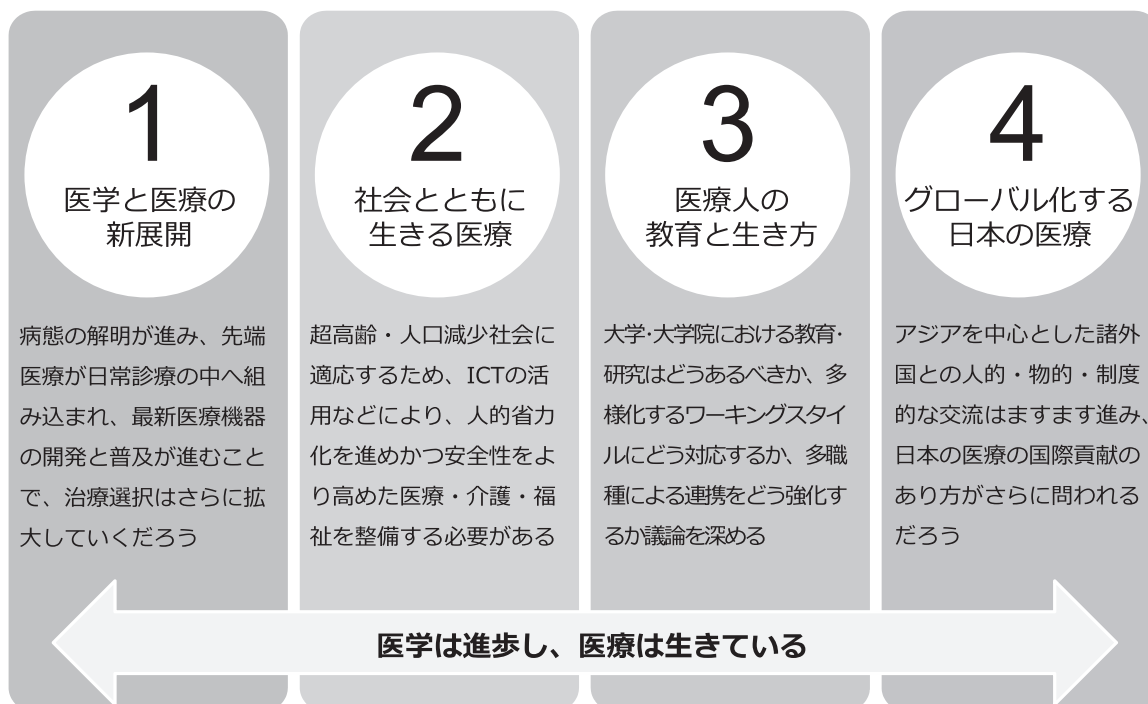 1
医学と医療の
新展開
病態の解明が進み、先端
医療が日常診療の中へ組
み込まれ、最新医療機器
の開発と普及が進むこと
で、治療選択はさらに拡
大していくだろう
2
社会とともに
生きる医療
超高齢・人口減少社会に
適応するため、ICTの活
用などにより、人的省力
化を進めかつ安全性をよ
り高めた医療・介護・福
祉を整備する必要がある
3
医療人の
教育と生き方
大学・大学院における教育・
研究はどうあるべきか、多
様化するワーキングスタイ
ルにどう対応するか、多職
種による連携をどう強化す
るか議論を深める
4
グローバル化する
日本の医療
アジアを中心とした諸外
国との人的・物的・制度
的な交流はますます進み、
日本の医療の国際貢献の
あり方がさらに問われる
だろう
医学は進歩し、医療は生きている